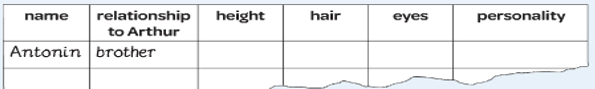 name relationship to Arthur height hair eyes personality
Antonin brother